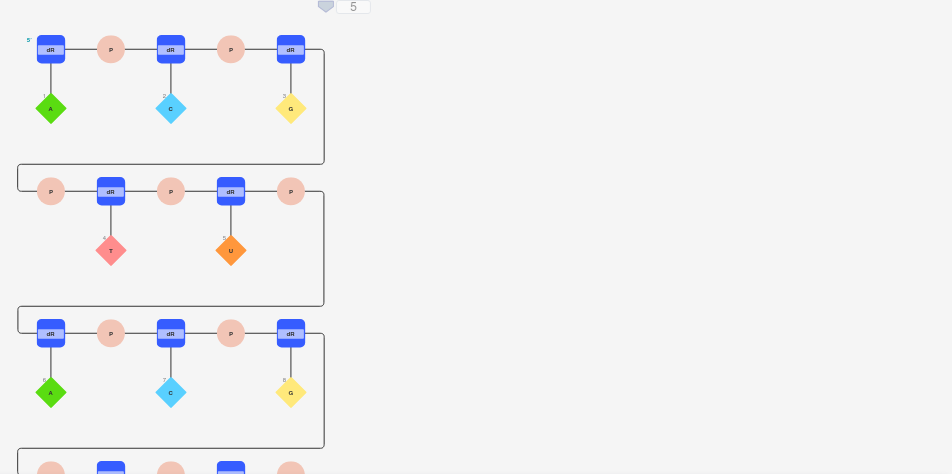 5
5' dR P dR P dR
1 2 3
A C G
P dR P dR P
4 5
T U
dR P dR P dR
6 7 8
A C G